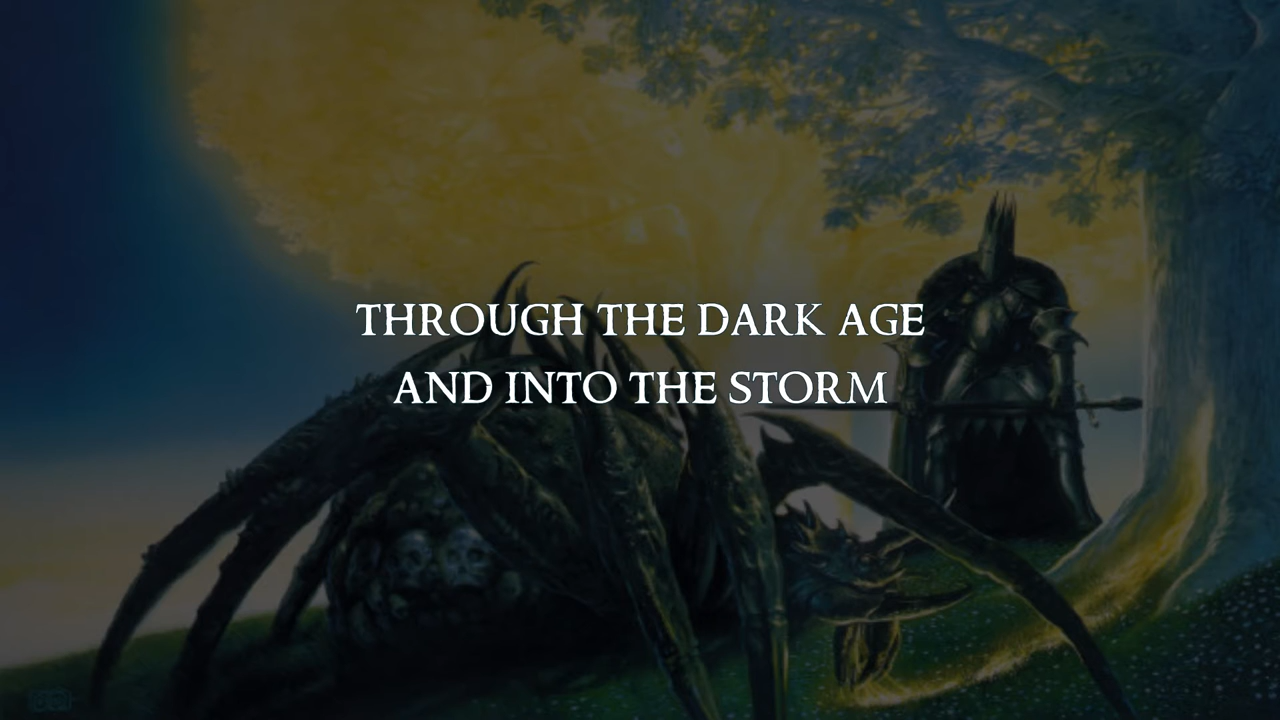 THROUGH THE DARK AGE
AND INTO THE STORM